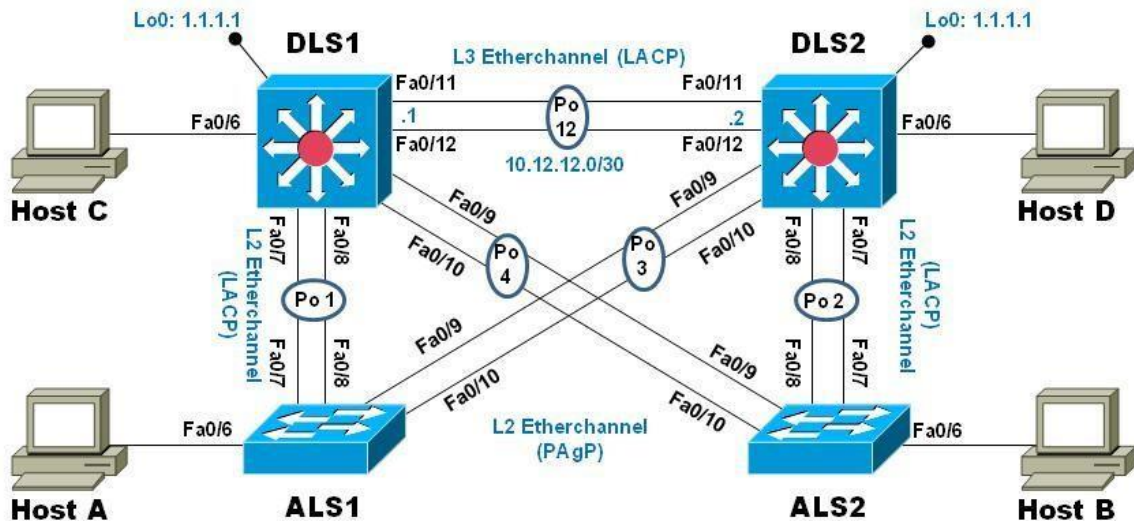 Lo0: 1.1.1.1
Lo0: 1.1.1.1
DLS1
DLS2
L3 Etherchannel (LACP)
Fa0/11
Fa0/11
Fa0/6
.1
Po
12
.2
Fa0/6
Fa0/12
Fa0/12
10.12.12.0/30
Host C
Host D
Fa0/9
Fa0/9
Fa0/7
Fa0/8
Fa0/10
Po
4
Po
3
Fa0/10
Fa0/8
Fa0/7
L2 Etherchannel
(LACP)
Po 1
Po 2
L2 Etherchannel
(LACP)
Fa0/7
Fa0/8
Fa0/9
Fa0/10
Fa0/9
Fa0/10
Fa0/8
Fa0/7
Fa0/6
L2 Etherchannel
(PAgP)
Fa0/6
Host A
ALS1
ALS2
Host B